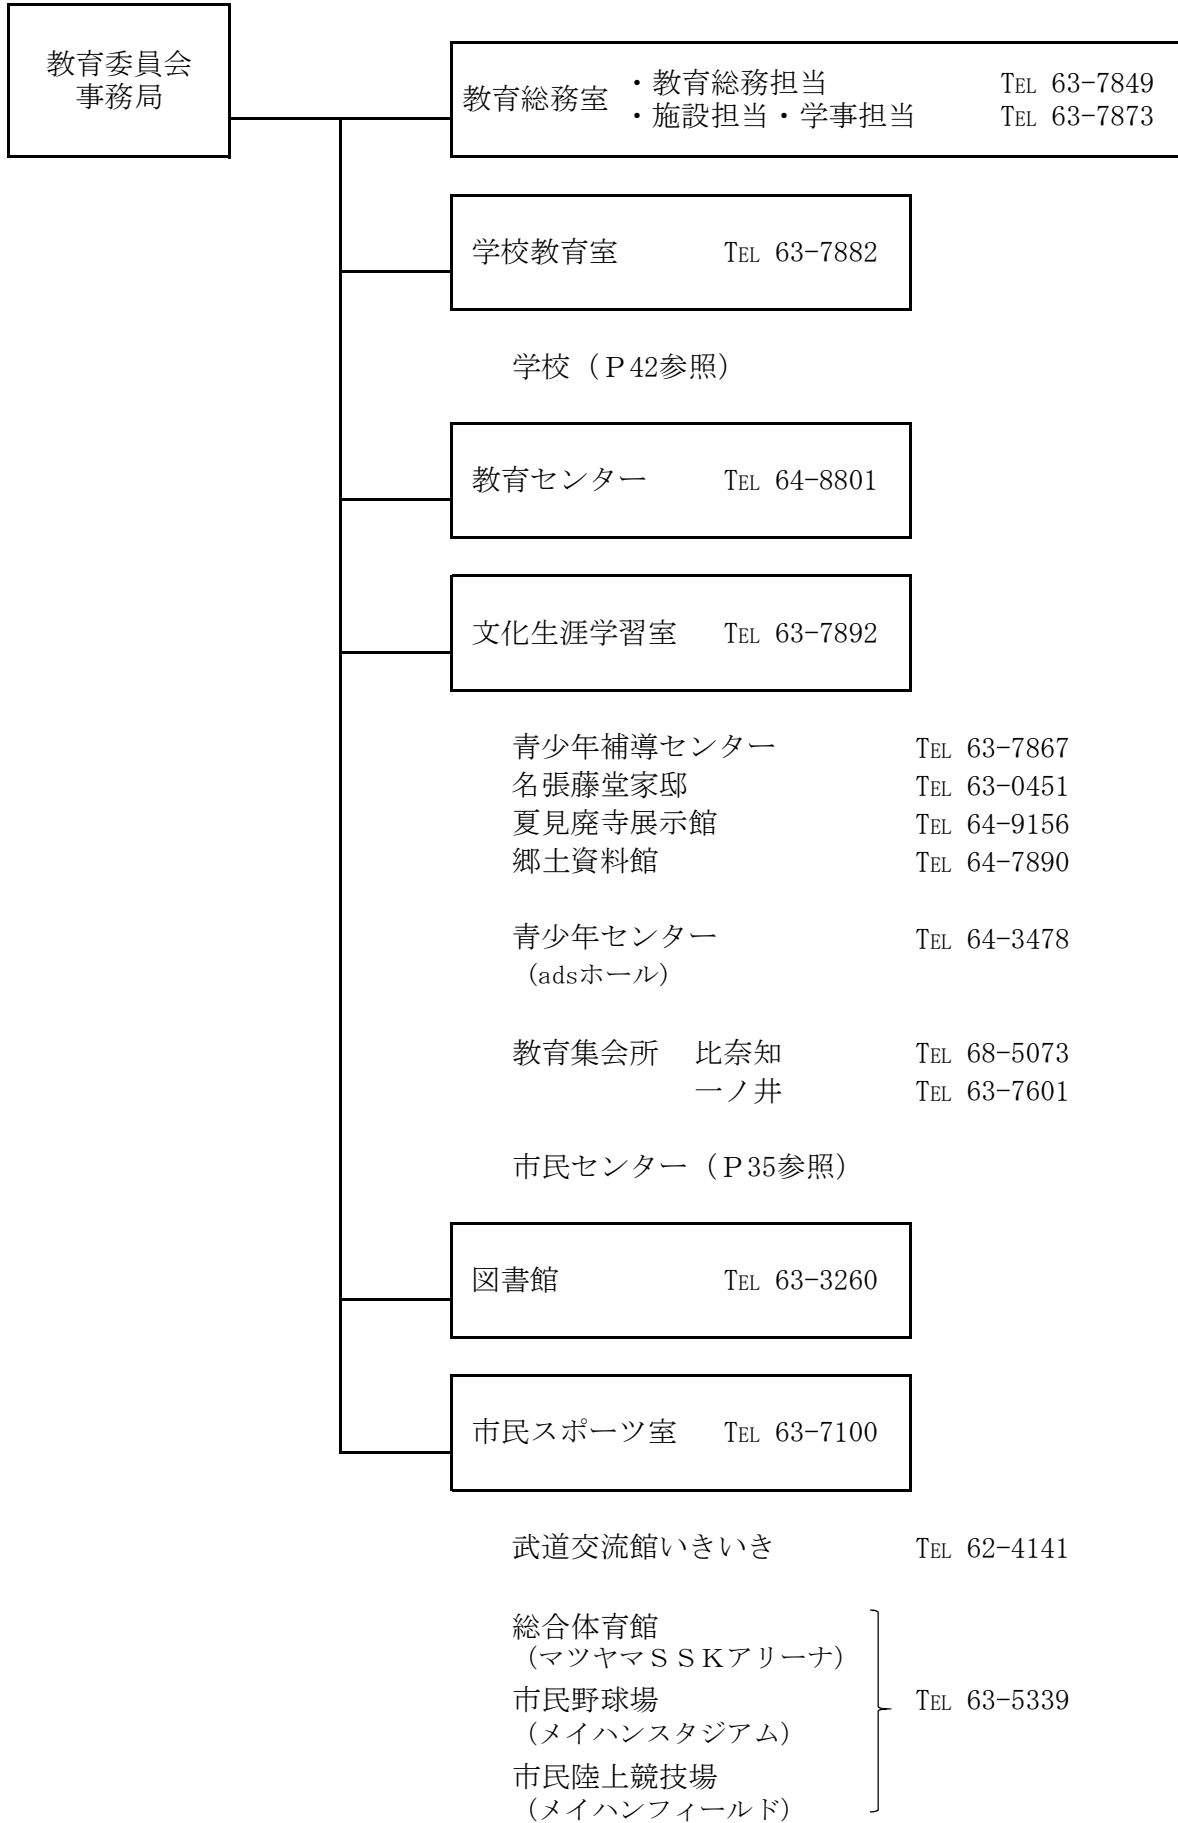 教育委員会
事務局
教育総務室
・教育総務担当 TEL 63-7849
・施設担当・学事担当 TEL 63-7873
学校教育室 TEL 63-7882
学校（Ｐ42参照）
教育センター TEL 64-8801
文化生涯学習室 TEL 63-7892
青少年補導センター TEL 63-7867
名張藤堂家邸 TEL 63-0451
夏見廃寺展示館 TEL 64-9156
郷土資料館 TEL 64-7890
青少年センター TEL 64-3478
（adsホール）
教育集会所 比奈知 TEL 68-5073
一ノ井 TEL 63-7601
市民センター（Ｐ35参照）
図書館 TEL 63-3260
市民スポーツ室 TEL 63-7100
武道交流館いきいき TEL 62-4141
総合体育館
（マツヤマＳＳＫアリーナ）
市民野球場 TEL 63-5339
（メイハンスタジアム）
市民陸上競技場
（メイハンフィールド）